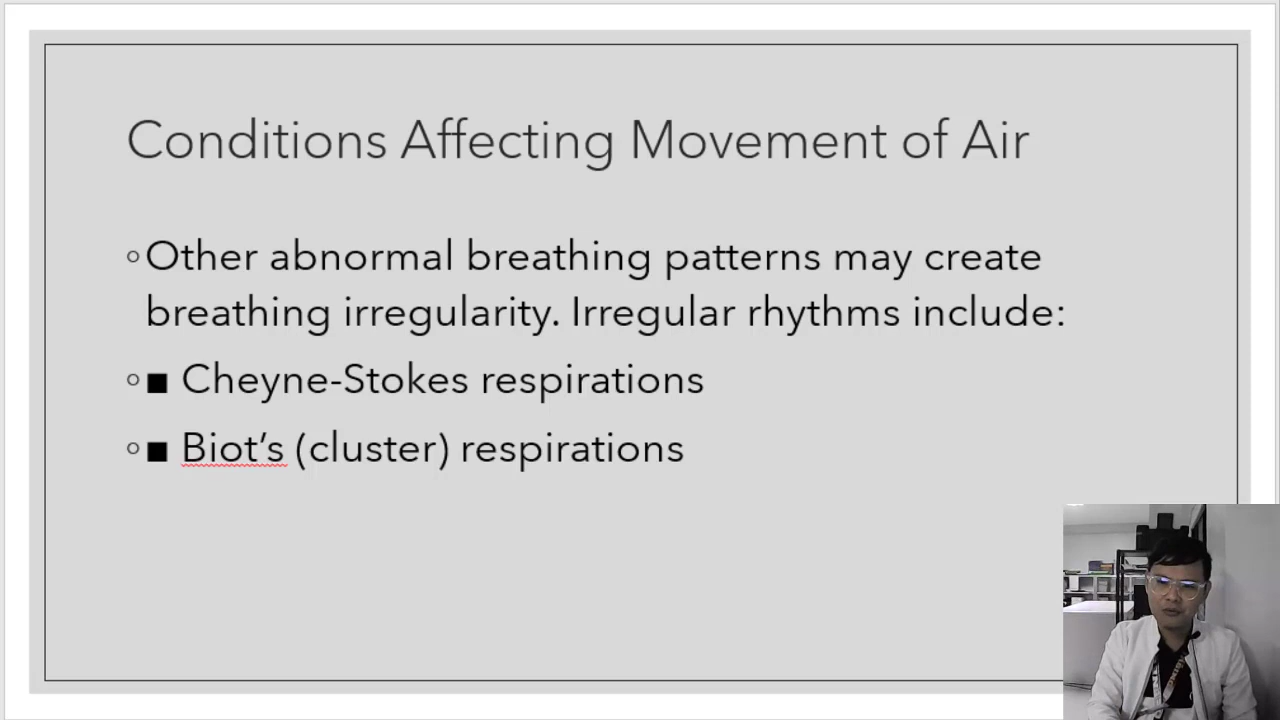 Conditions Affecting Movement of Air
◦Other abnormal breathing patterns may create
breathing irregularity. Irregular rhythms include:
◦■ Cheyne-Stokes respirations
◦■ Biot’s (cluster) respirations